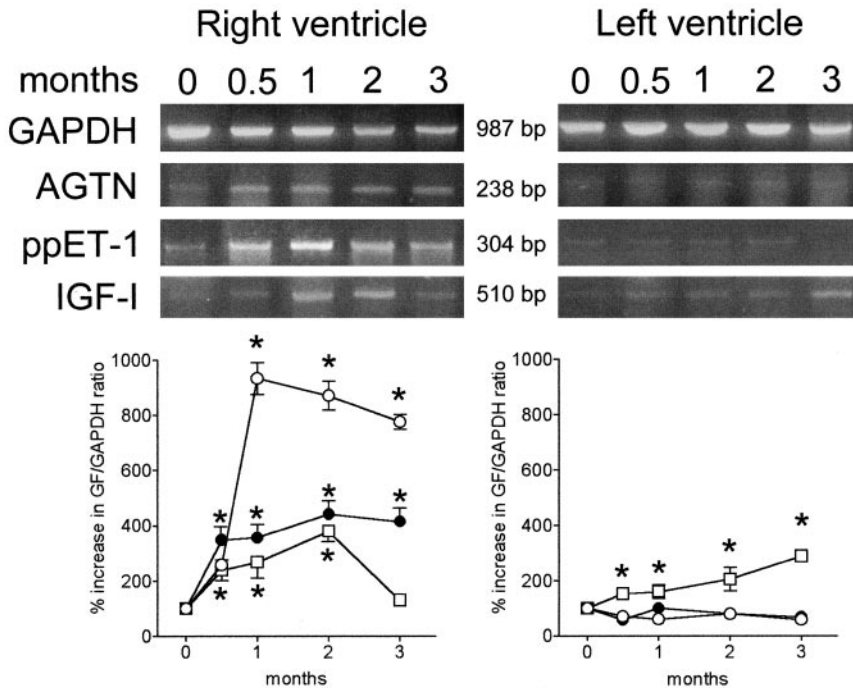 Right ventricle Left ventricle
months 0 0.5 1 2 3 0 0.5 1 2 3
GAPDH 987 bp
AGTN 238 bp
ppET-1 304 bp
IGF-I 510 bp
% increase in GF/GAPDH ratio
1000
800
600
400
200
0
0 1 2 3
months
* * * * * * * * * *
% increase in GF/GAPDH ratio
1000
800
600
400
200
0
0 1 2 3
months
* * * *